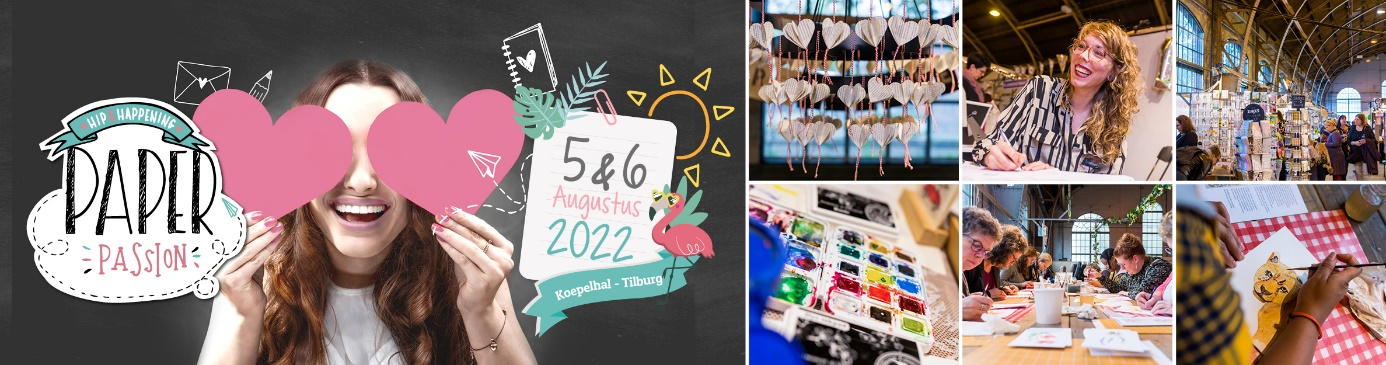 HIP HAPPENING
PAPER
PASSION
5 & 6
Augustus
2022
Koepelhal - Tilburg